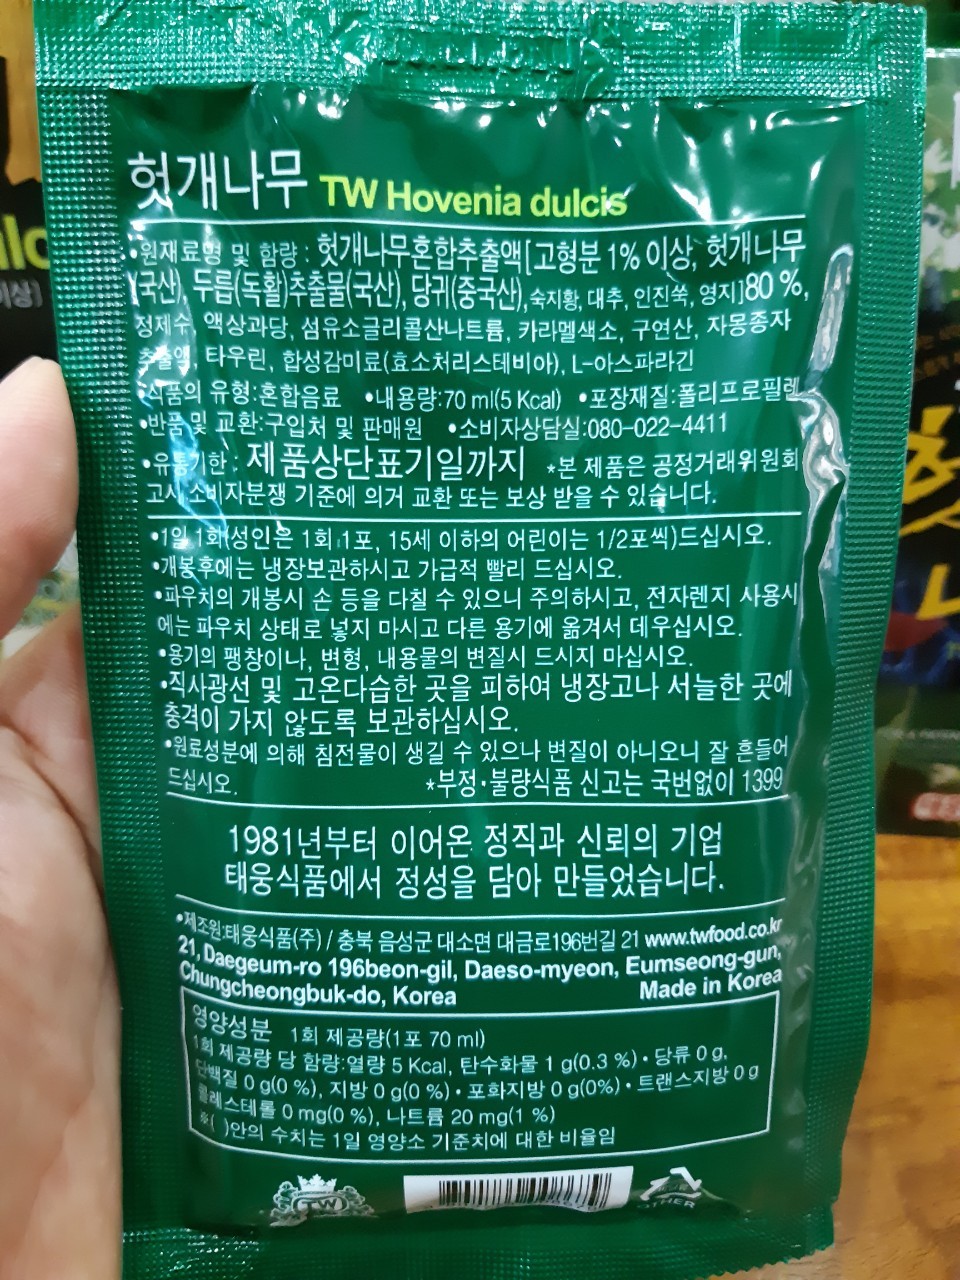 헛개나무 TW Hovenia dulcis
•원재료명 및 함량 : 헛개나무혼합추출액[고형분 1% 이상, 헛개나무
(국산), 두릅(독활)추출물(국산), 당귀(중국산), 숙지황, 대추, 인진쑥, 영지]80 %,
정제수, 액상과당, 섬유소글리콜산나트륨, 카라멜색소, 구연산, 자몽종자
추출액, 타우린, 합성감미료(효소처리스테비아), L-아스파라긴
•식품의 유형:혼합음료 •내용량:70 ml(5 Kcal) •포장재질:폴리프로필렌
•반품 및 교환:구입처 및 판매원 •소비자상담실:080-022-4411
•유통기한 : 제품상단표기일까지 *본 제품은 공정거래위원회
고시 소비자분쟁 기준에 의거 교환 또는 보상 받을 수 있습니다.
•1일 1회(성인은 1회 1포, 15세 이하의 어린이는 1/2포씩)드십시오.
•개봉후에는 냉장보관하시고 가급적 빨리 드십시오.
•파우치의 개봉시 손 등을 다칠 수 있으니 주의하시고, 전자렌지 사용시
에는 파우치 상태로 넣지 마시고 다른 용기에 옮겨서 데우십시오.
•용기의 팽창이나, 변형, 내용물의 변질시 드시지 마십시오.
•직사광선 및 고온다습한 곳을 피하여 냉장고나 서늘한 곳에
충격이 가지 않도록 보관하십시오.
•원료성분에 의해 침전물이 생길 수 있으나 변질이 아니오니 잘 흔들어
드십시오. *부정·불량식품 신고는 국번없이 1399
1981년부터 이어온 정직과 신뢰의 기업
태웅식품에서 정성을 담아 만들었습니다.
•제조원:태웅식품(주) / 충북 음성군 대소면 대금로196번길 21 www.twfood.co.kr
21, Daegeum-ro 196beon-gil, Daeso-myeon, Eumseong-gun,
Chungcheongbuk-do, Korea Made in Korea
영양성분 1회 제공량(1포 70 ml)
1회 제공량 당 함량:열량 5 Kcal, 탄수화물 1 g(0.3 %)• 당류 0 g,
단백질 0 g(0 %), 지방 0 g(0 %)• 포화지방 0 g(0%)• 트랜스지방 0 g
콜레스테롤 0 mg(0 %), 나트륨 20 mg(1 %)
※( )안의 수치는 1일 영양소 기준치에 대한 비율임
TW
OTHER